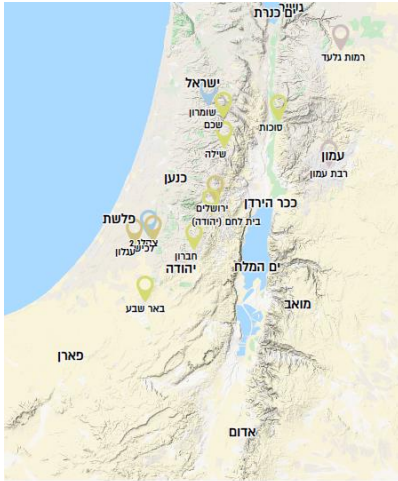 גשור
ים כנרת
רמות גלעד
ישראל
שומרון
שכם
סוכות
שילה
עמון
רבת עמון
כנען
ככר הירדן
ירושלים
בית לחם (יהודה)
פלשת
לכיש
עגלון
חברון
יהודה
ים המלח
באר שבע
מואב
פארן
אדום